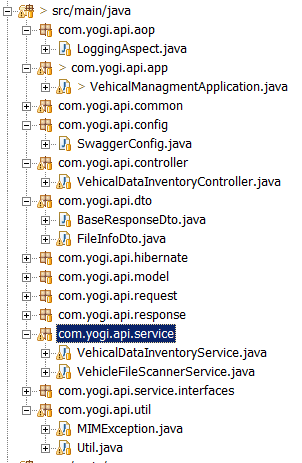 > src/main/java
com.yogi.api.aop
LoggingAspect.java
> com.yogi.api.app
> VehicalManagmentApplication.java
com.yogi.api.common
com.yogi.api.config
SwaggerConfig.java
com.yogi.api.controller
VehicalDataInventoryController.java
com.yogi.api.dto
BaseResponseDto.java
FileInfoDto.java
com.yogi.api.hibernate
com.yogi.api.model
com.yogi.api.request
com.yogi.api.response
com.yogi.api.service
VehicalDataInventoryService.java
VehicleFileScannerService.java
com.yogi.api.service.interfaces
com.yogi.api.util
MIMException.java
Util.java